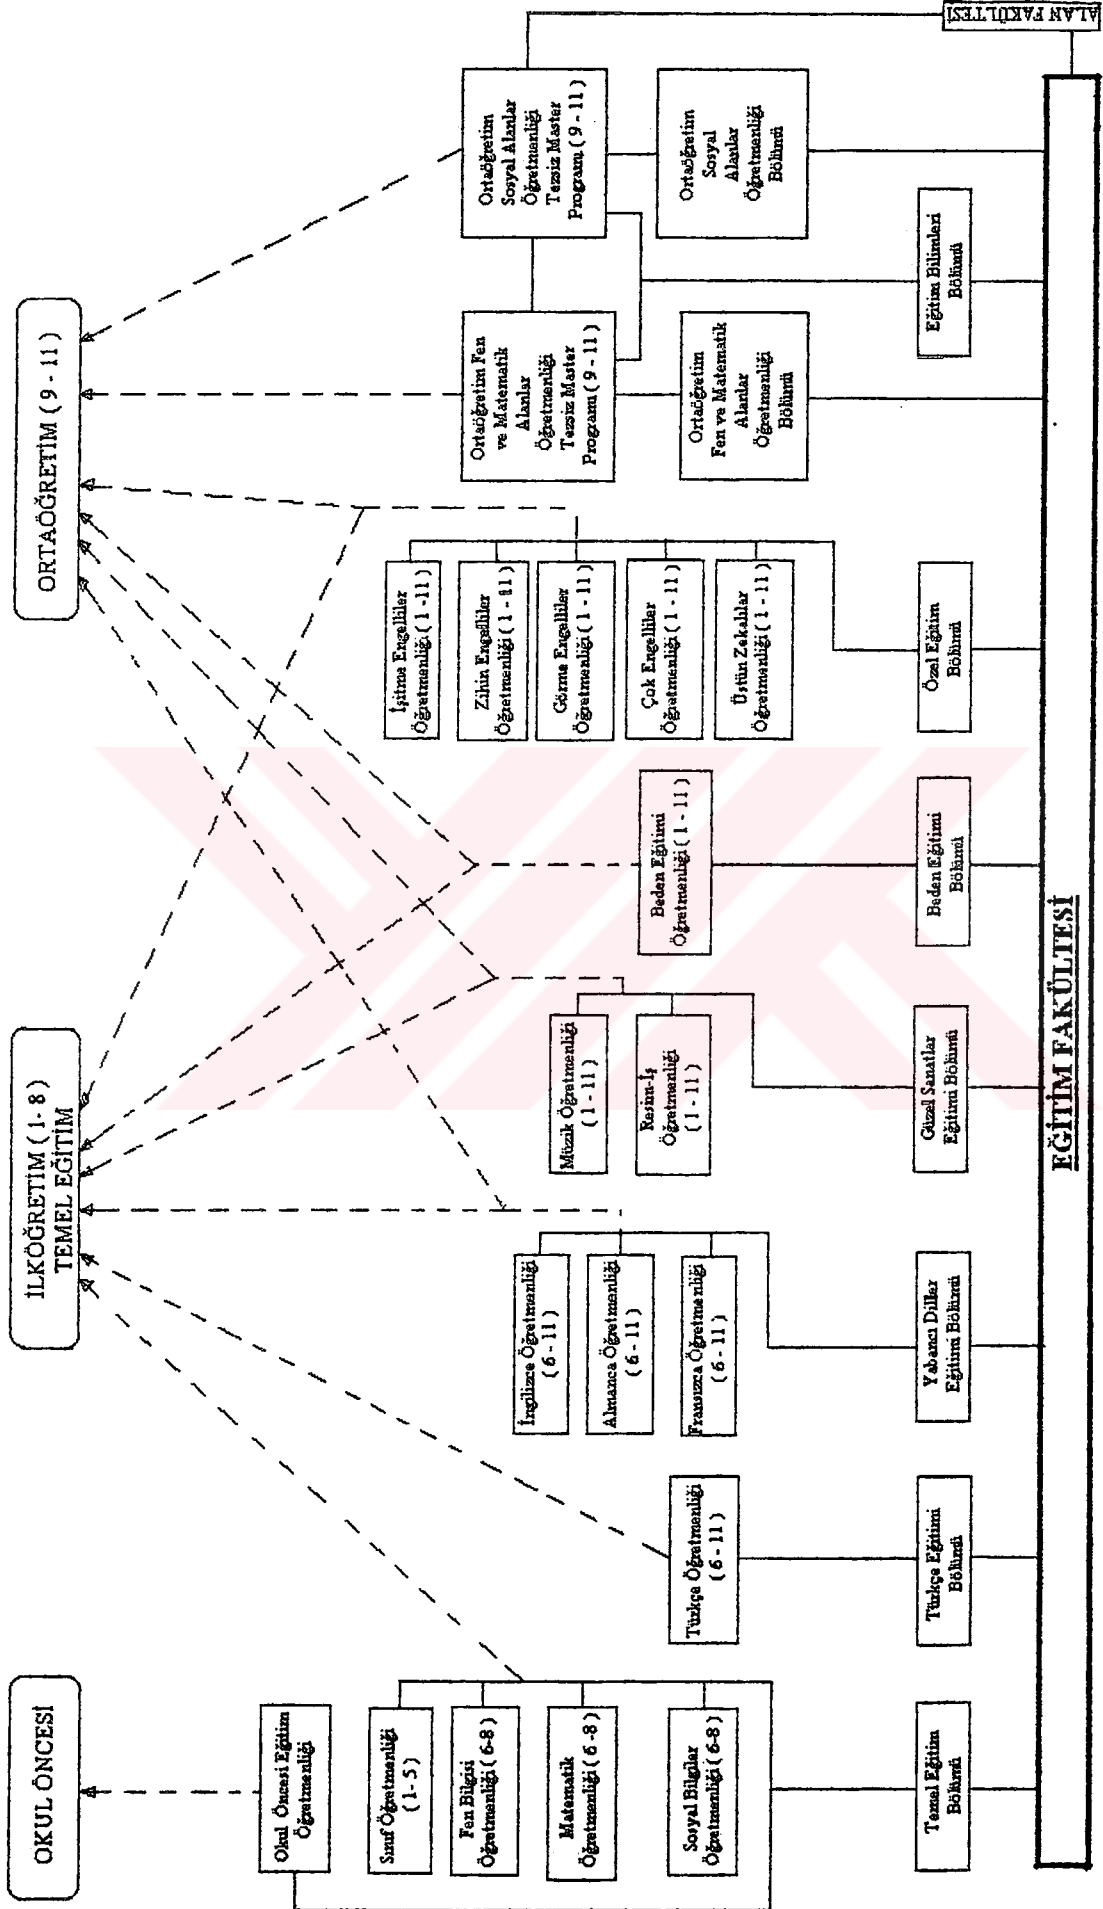 OKUL ÖNCESİ
İLKÖĞRETİM ( 1- 8 )
TEMEL EĞİTİM
ORTAÖĞRETİM ( 9 - 11 )
Okul Öncesi Eğitim
Öğretmenliği
Sınıf Öğretmenliği
( 1- 5 )
Fen Bilgisi
Öğretmenliği ( 6-8 )
Matematik
Öğretmenliği ( 6 -8 )
Sosyal Bilgiler
Öğretmenliği ( 6-8 )
Türkçe Öğretmenliği
( 6 - 11 )
İngilizce Öğretmenliği
( 6 - 11 )
Almanca Öğretmenliği
( 6 - 11 )
Fransızca Öğretmenliği
( 6 - 11 )
Müzik Öğretmenliği
( 1 - 11 )
Resim-İş
Öğretmenliği
( 1 - 11 )
Beden Eğitimi
Öğretmenliği ( 1 - 11 )
İşitme Engelliler
Öğretmenliği ( 1 -11 )
Zihin Engelliler
Öğretmenliği ( 1 - 11 )
Görme Engelliler
Öğretmenliği ( 1 - 11 )
Çok Engelliler
Öğretmenliği ( 1 - 11 )
Üstün Zekalılar
Öğretmenliği ( 1 - 11 )
Ortaöğretim Fen
ve Matematik
Alanlar
Öğretmenliği
Tezsiz Master
Programı ( 9 - 11 )
Ortaöğretim
Sosyal Alanlar
Öğretmenliği
Tezsiz Master
Programı ( 9 - 11 )
Ortaöğretim
Fen ve Matematik
Alanlar
Öğretmenliği
Bölümü
Ortaöğretim
Sosyal
Alanlar
Öğretmenliği
Bölümü
Temel Eğitim
Bölümü
Türkçe Eğitimi
Bölümü
Yabancı Diller
Eğitimi Bölümü
Güzel Sanatlar
Eğitimi Bölümü
Beden Eğitimi
Bölümü
Özel Eğitim
Bölümü
Eğitim Bilimleri
Bölümü
ALAN FAKÜLTESİ
EĞİTİM FAKÜLTESİ